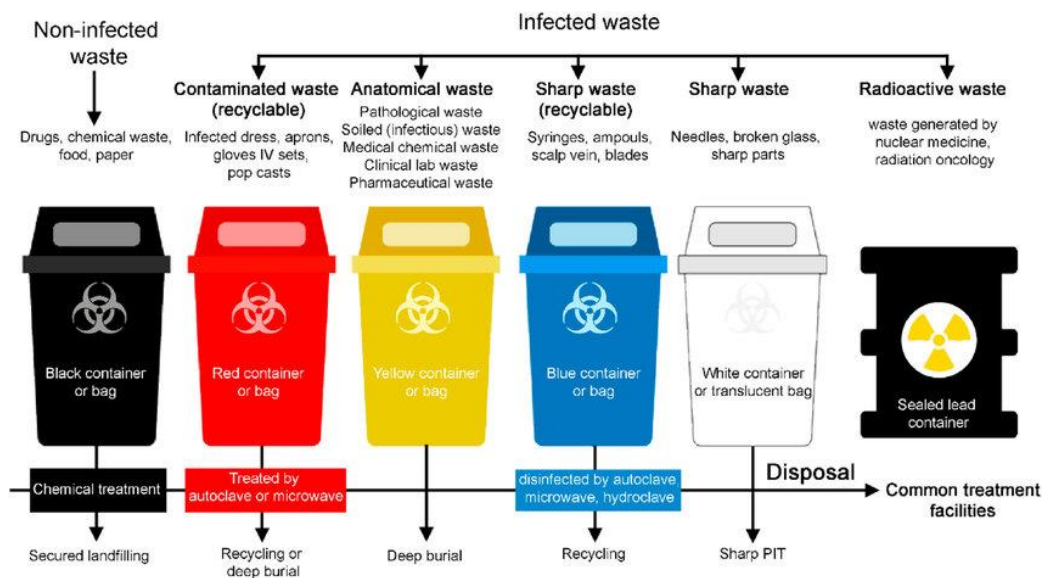 Non-infected
waste
Infected waste
Drugs, chemical waste,
food, paper
Contaminated waste
(recyclable)
Infected dress, aprons,
gloves IV sets,
pop casts
Anatomical waste
Pathological waste
Soiled (infectious) waste
Medical chemical waste
Clinical lab waste
Pharmaceutical waste
Sharp waste
(recyclable)
Syringes, ampouls,
scalp vein, blades
Sharp waste
Needles, broken glass,
sharp parts
Radioactive waste
waste generated by
nuclear medicine,
radiation oncology
Black container
or bag
Red container
or bag
Yellow container
or bag
Blue container
or bag
White container
or translucent bag
Sealed lead
container
Chemical treatment
Treated by
autoclave or microwave
disinfected by autoclave
microwave, hydroclave
Disposal
Common treatment
facilities
Secured landfilling
Recycling or
deep burial
Deep burial
Recycling
Sharp PIT